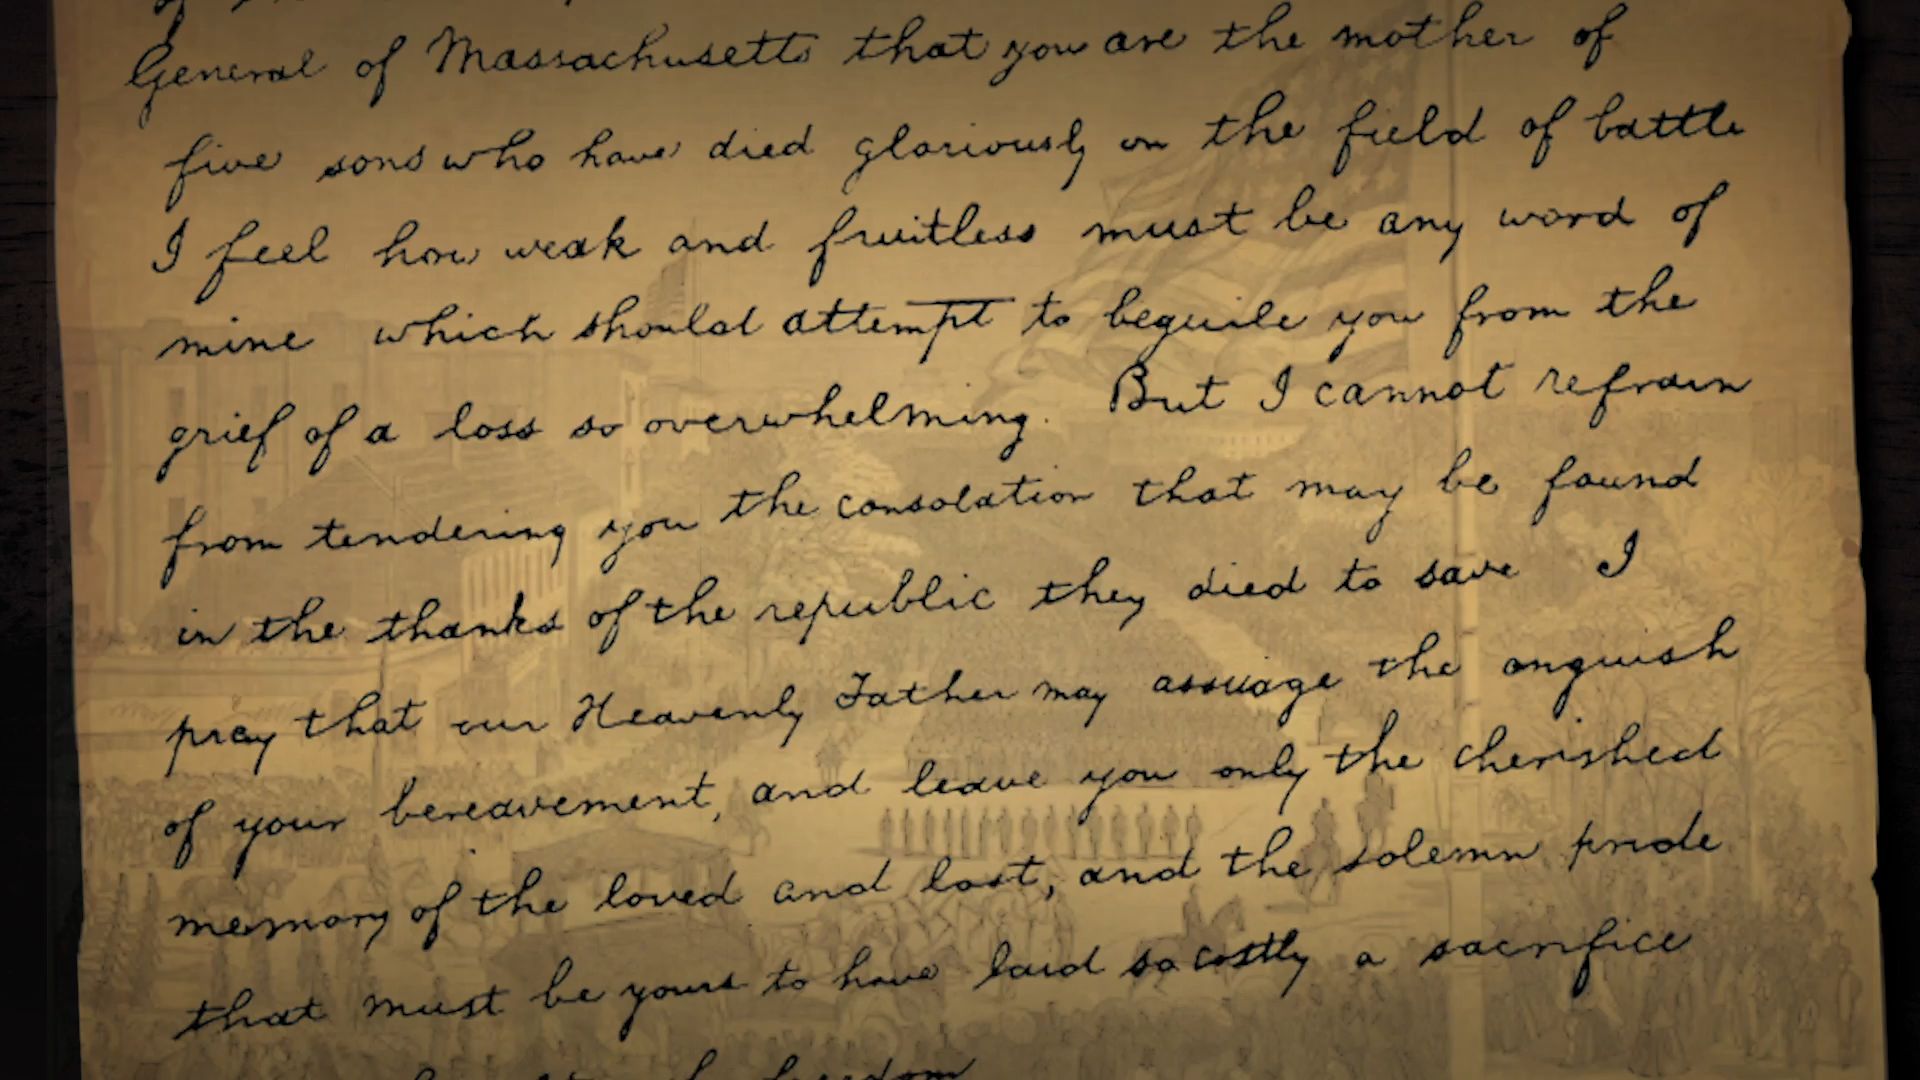 General of Massachusetts that you are the mother of
five sons who have died gloriously on the field of battle
I feel how weak and fruitless must be any word of
mine which should attempt to beguile you from the
grief of a loss so overwhelming. But I cannot refrain
from tendering you the consolation that may be found
in the thanks of the republic they died to save I
pray that our Heavenly Father may assuage the anguish
of your bereavement, and leave you only the cherished
memory of the loved and lost, and the solemn pride
that must be yours to have laid so costly a sacrifice
freedom